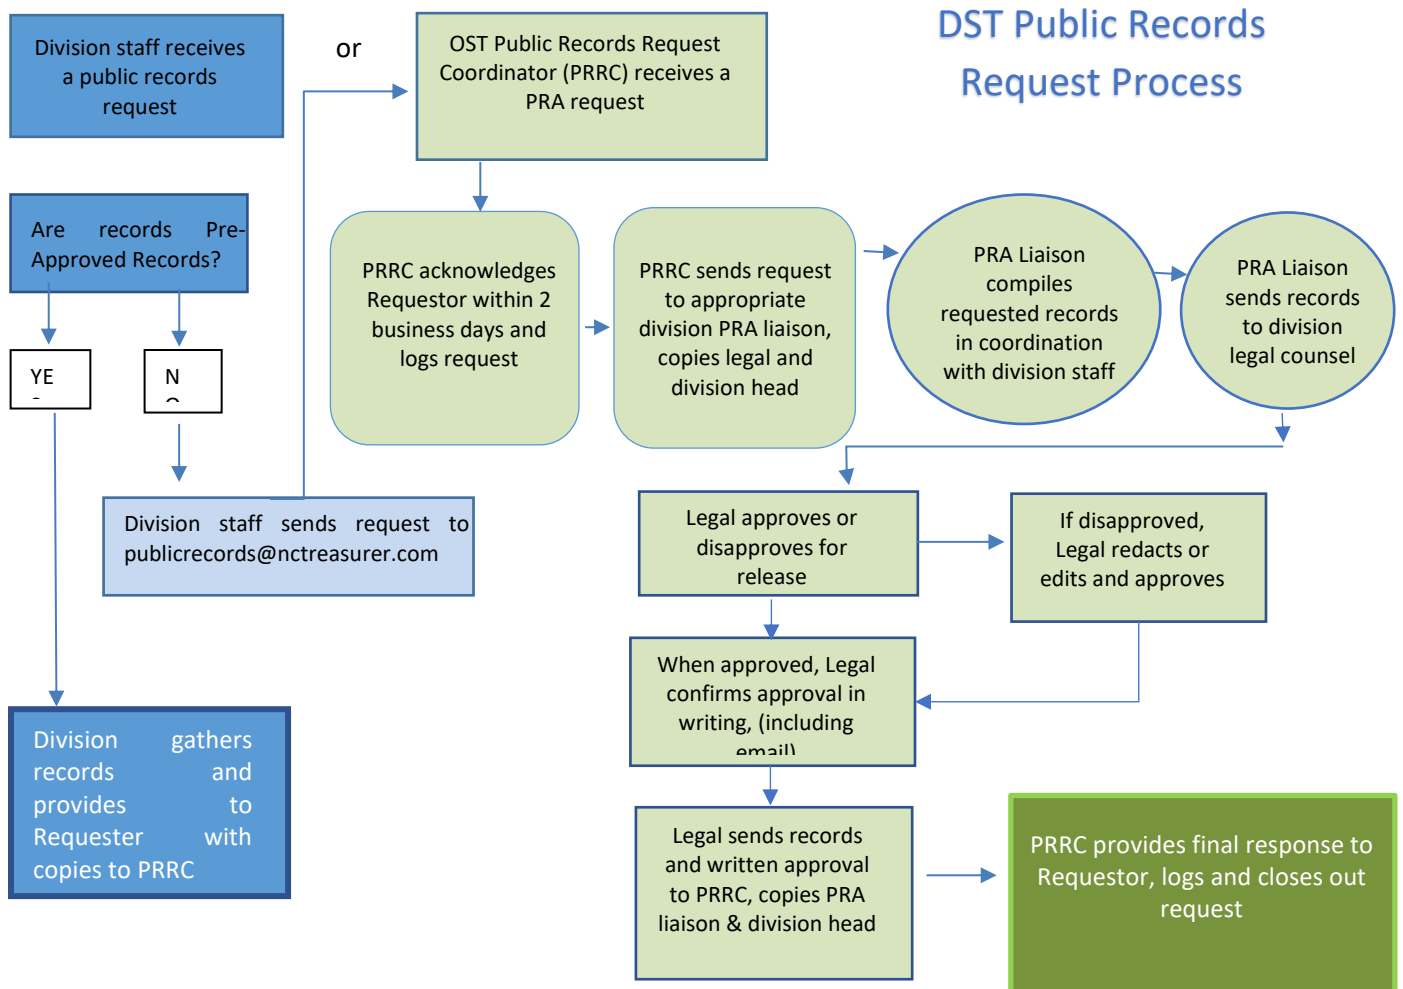 DST Public Records
Request Process
Division staff receives
a public records
request
or
OST Public Records Request
Coordinator (PRRC) receives a
PRA request
Are records Pre-
Approved Records?
YE
N
Division staff sends request to
publicrecords@nctreasurer.com
Division gathers
records and
provides to
Requester with
copies to PRRC
PRRC acknowledges
Requestor within 2
business days and
logs request
PRRC sends request
to appropriate
division PRA liaison,
copies legal and
division head
PRA Liaison
compiles
requested records
in coordination
with division staff
PRA Liaison
sends records
to division
legal counsel
Legal approves or
disapproves for
release
If disapproved,
Legal redacts or
edits and approves
When approved, Legal
confirms approval in
writing, (including
email)
Legal sends records
and written approval
to PRRC, copies PRA
liaison & division head
PRRC provides final response to
Requestor, logs and closes out
request